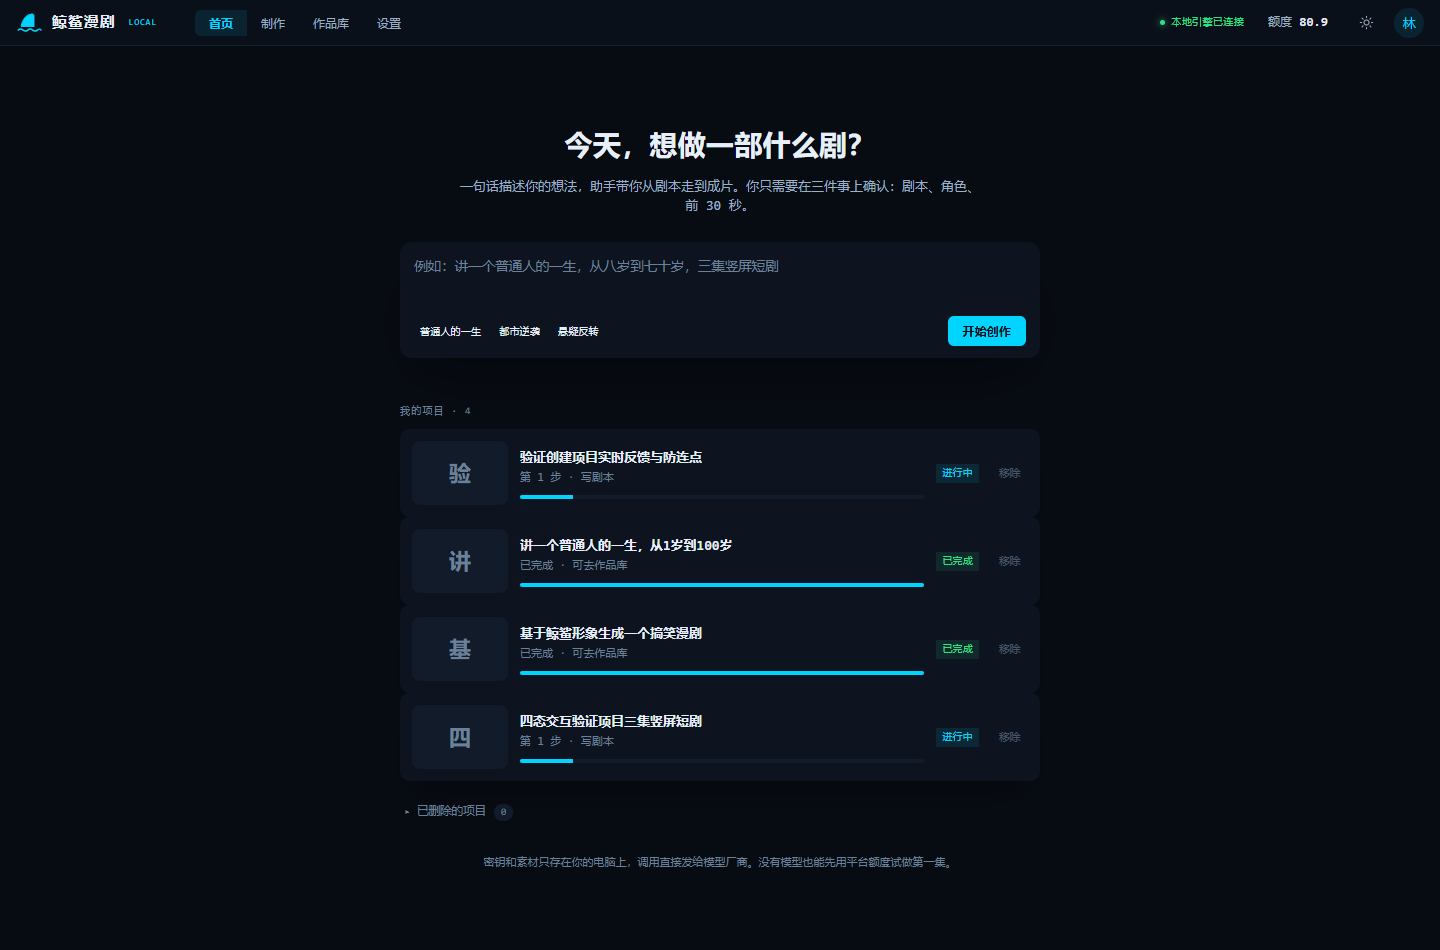 鲸鲨漫剧 LOCAL 首页 制作 作品库 设置 本地引擎已连接 额度 80.9 林
今天，想做一部什么剧？
一句话描述你的想法，助手带你从剧本走到成片。你只需要在三件事上确认：剧本、角色、
前 30 秒。
例如：讲一个普通人的一生，从八岁到七十岁，三集竖屏短剧
普通人的一生 都市逆袭 悬疑反转 开始创作
我的项目 · 4
验
验证创建项目实时反馈与防连点
第 1 步 · 写剧本
进行中 移除
讲
讲一个普通人的一生，从1岁到100岁
已完成 · 可去作品库
已完成 移除
基
基于鲸鲨形象生成一个搞笑漫剧
已完成 · 可去作品库
已完成 移除
四
四态交互验证项目三集竖屏短剧
第 1 步 · 写剧本
进行中 移除
已删除的项目 0
密钥和素材只存在你的电脑上，调用直接发给模型厂商。没有模型也能先用平台额度试做第一集。